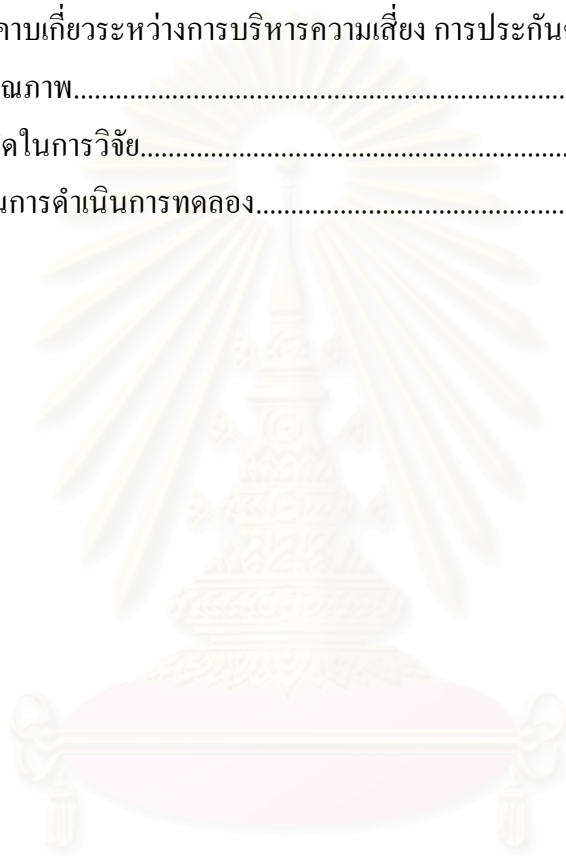 คาบเกี่ยวระหว่างการบริหารความเสี่ยง การประกัน
ณภาพ.....................................................................
ดในการวิจัย............................................................
นการดำเนินการทดลอง...........................................